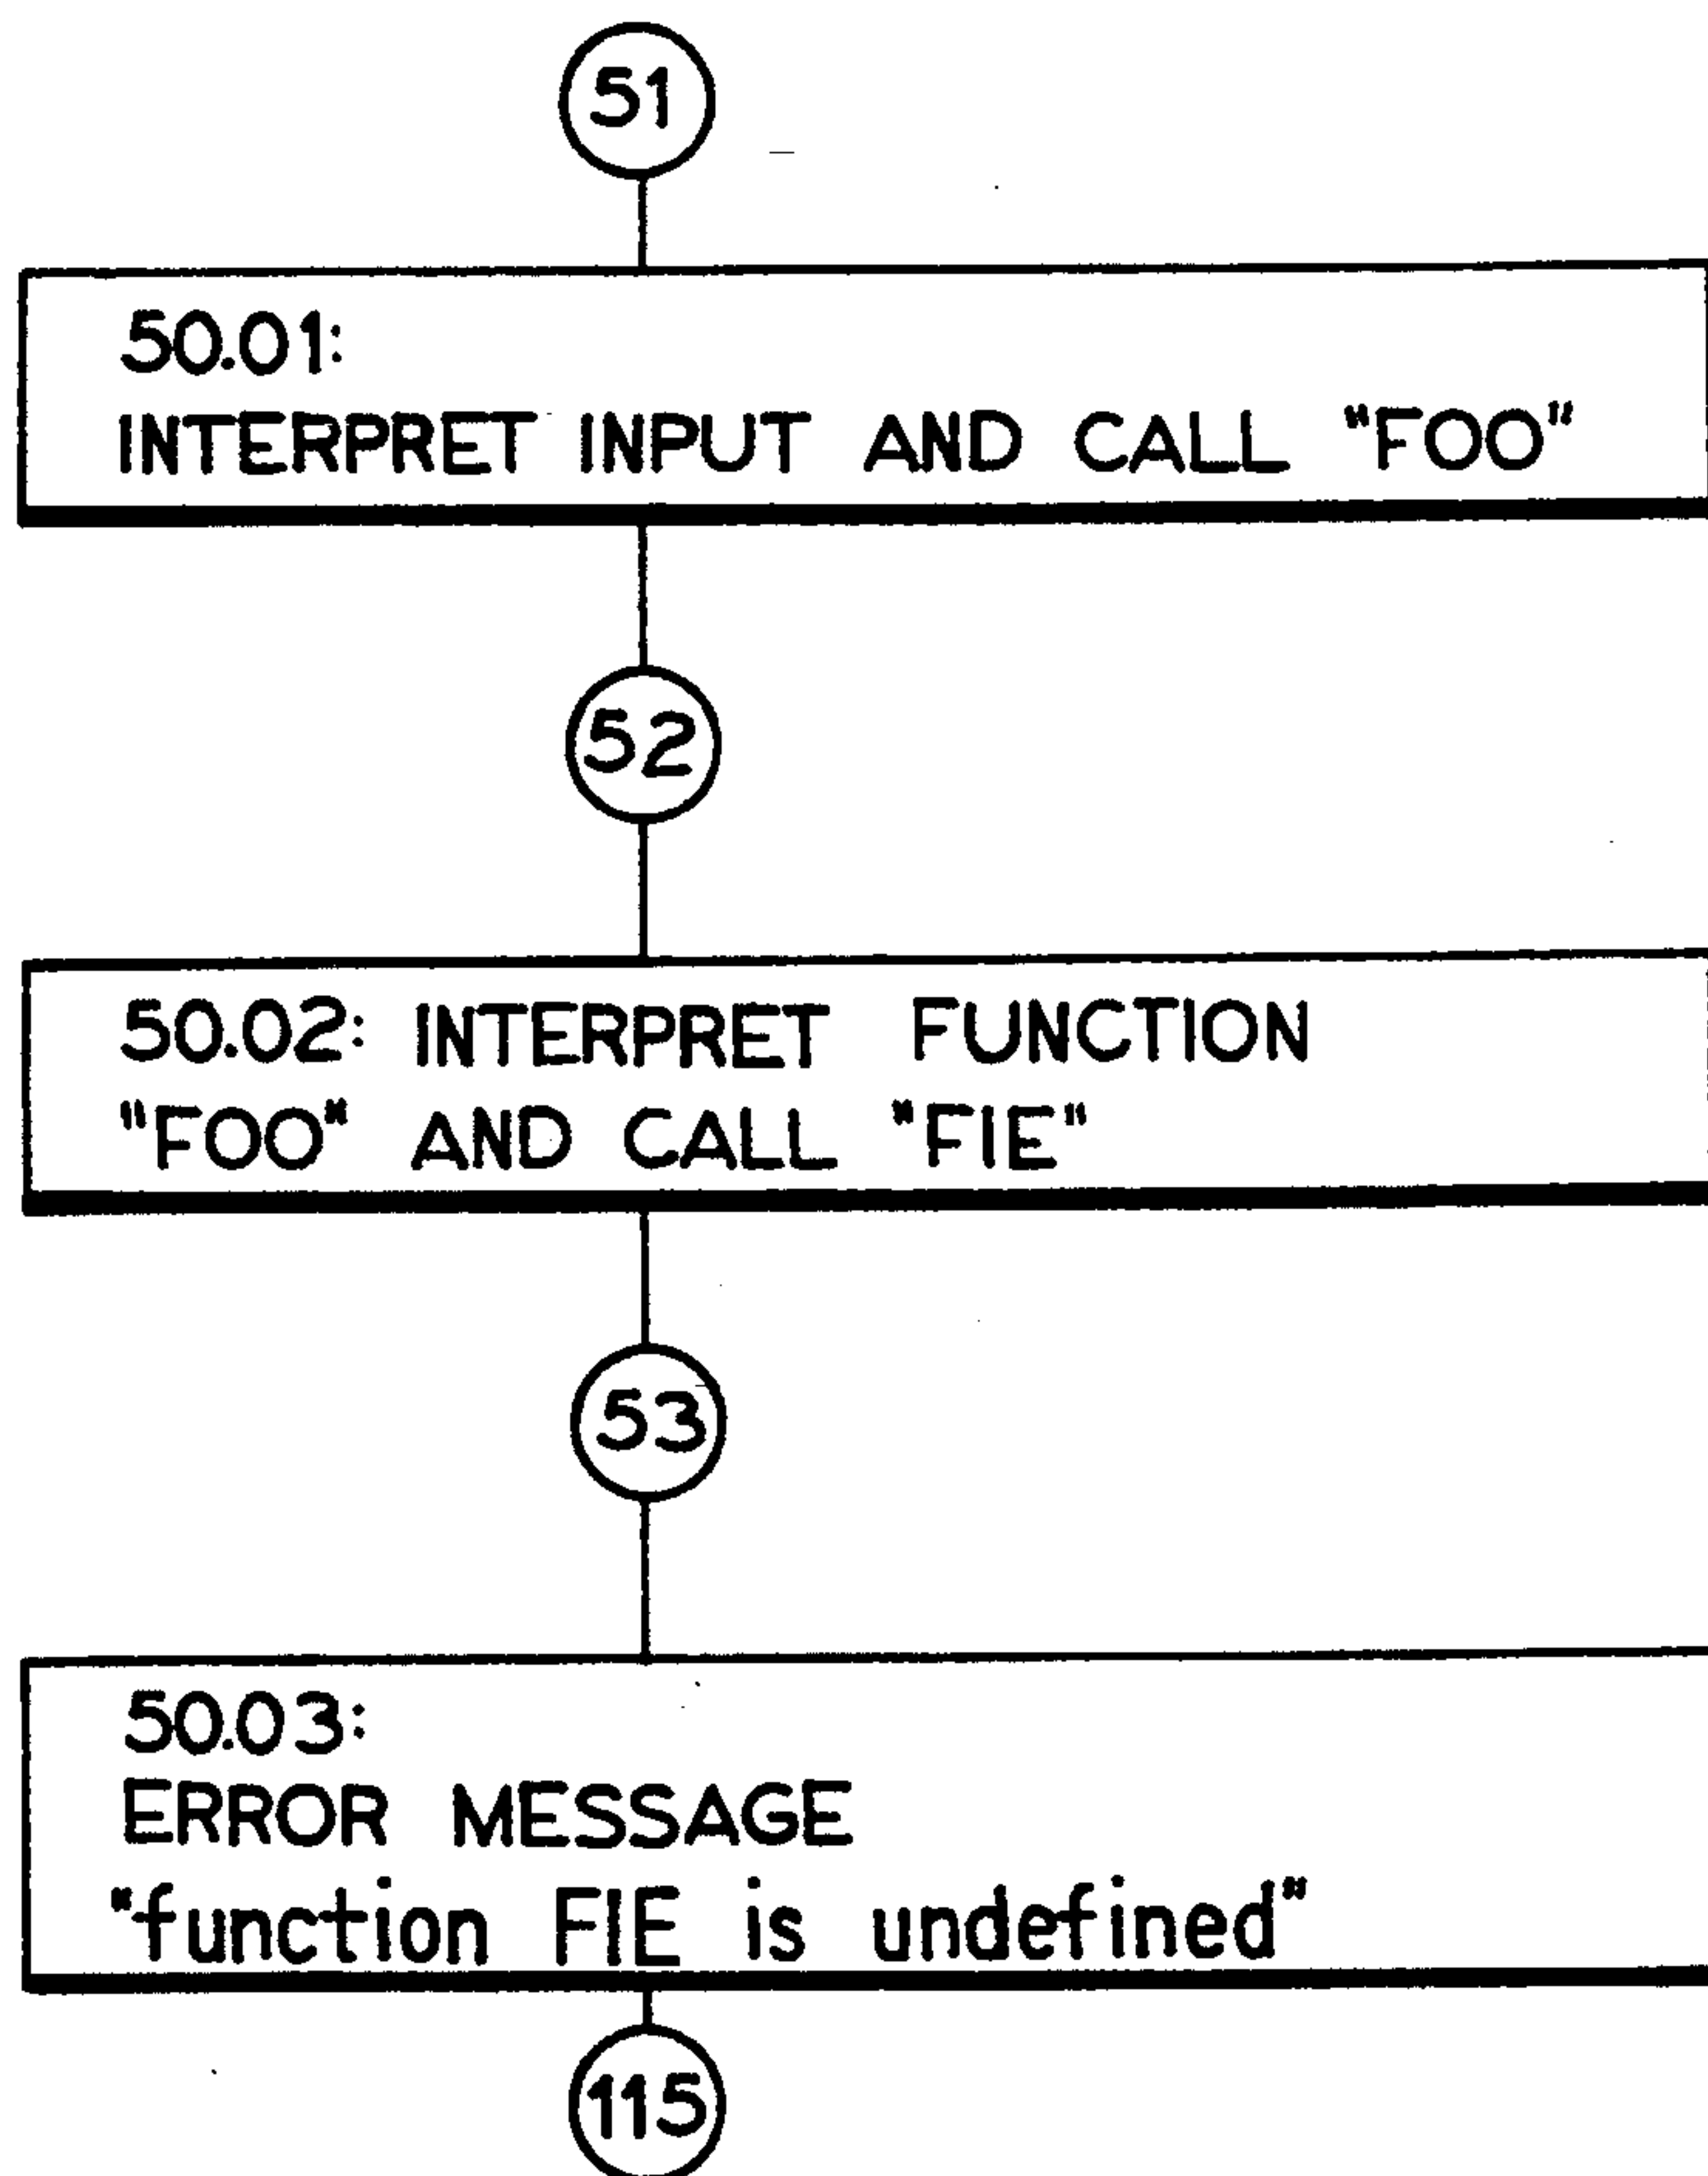 51
50.01:
INTERPRET INPUT AND CALL "FOO"
52
50.02: INTERPRET FUNCTION
"FOO" AND CALL "FIE"
53
50.03:
ERROR MESSAGE
"function FIE is undefined"
115